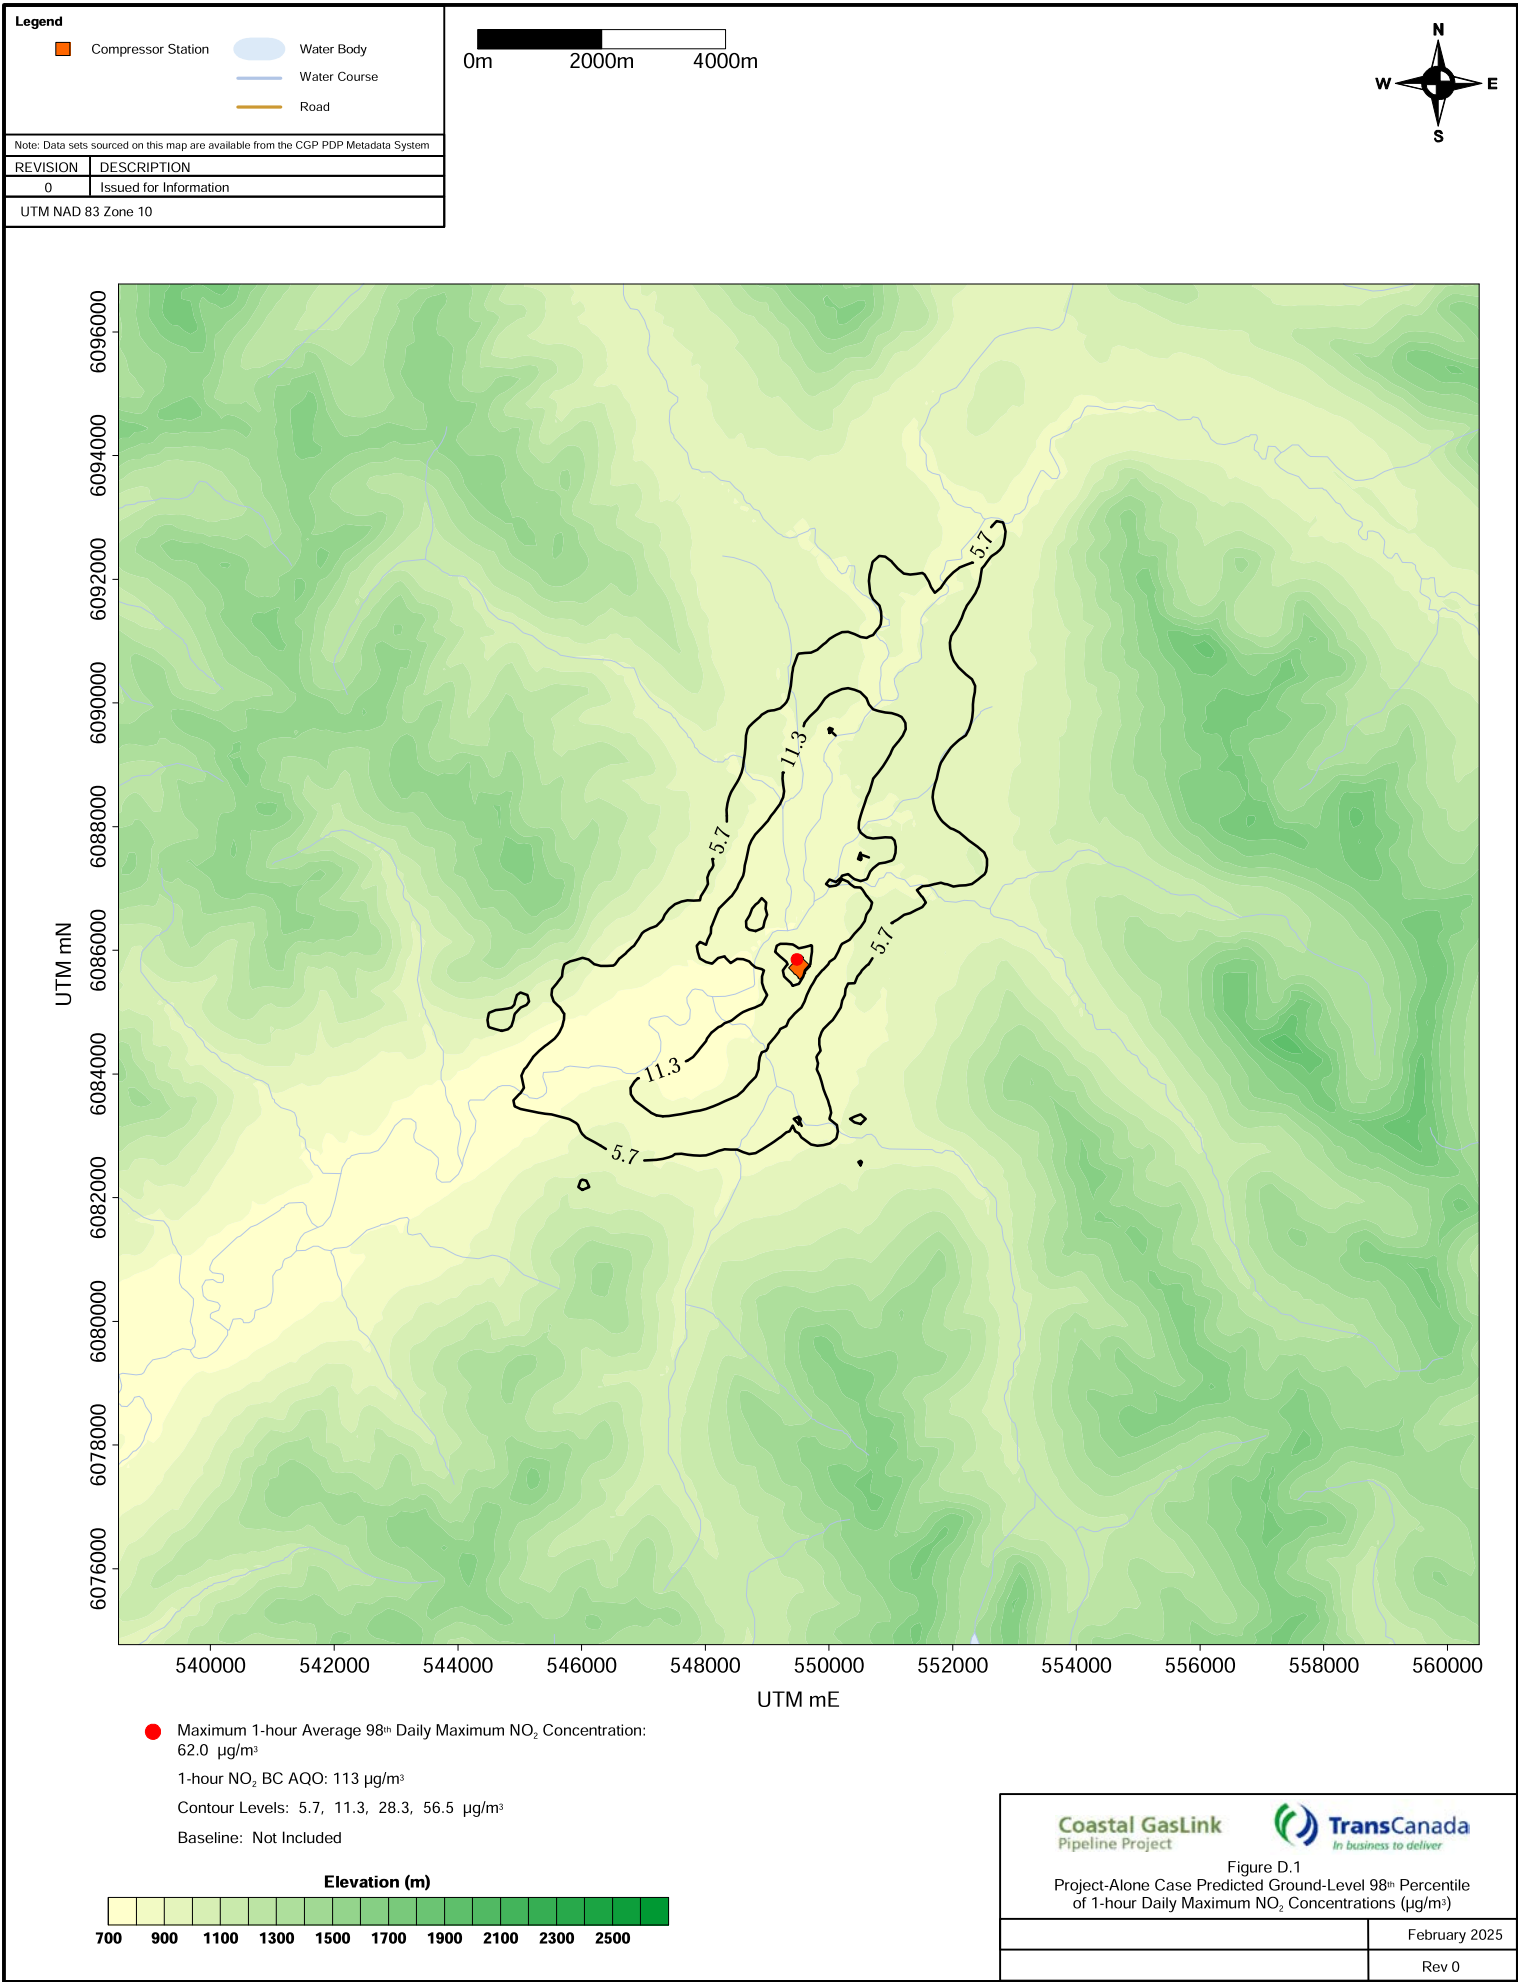 Legend
Compressor Station
Water Body
Water Course
Road
Note: Data sets sourced on this map are available from the CGP PDP Metadata System
REVISION DESCRIPTION
0 Issued for Information
UTM NAD 83 Zone 10
0m 2000m 4000m
N
W E
S
6096000
6094000
6092000
6090000
6088000
6086000
6084000
6082000
6080000
6078000
6076000
UTM mN
5.7
11.3
5.7
5.7
11.3
5.7
540000 542000 544000 546000 548000 550000 552000 554000 556000 558000 560000
UTM mE
Maximum 1-hour Average 98th Daily Maximum NO2 Concentration:
62.0 µg/m3
1-hour NO2 BC AQO: 113 µg/m3
Contour Levels: 5.7, 11.3, 28.3, 56.5 µg/m3
Baseline: Not Included
Elevation (m)
700 900 1100 1300 1500 1700 1900 2100 2300 2500
Coastal GasLink
Pipeline Project
TransCanada
In business to deliver
Figure D.1
Project-Alone Case Predicted Ground-Level 98th Percentile
of 1-hour Daily Maximum NO2 Concentrations (µg/m3)
February 2025
Rev 0